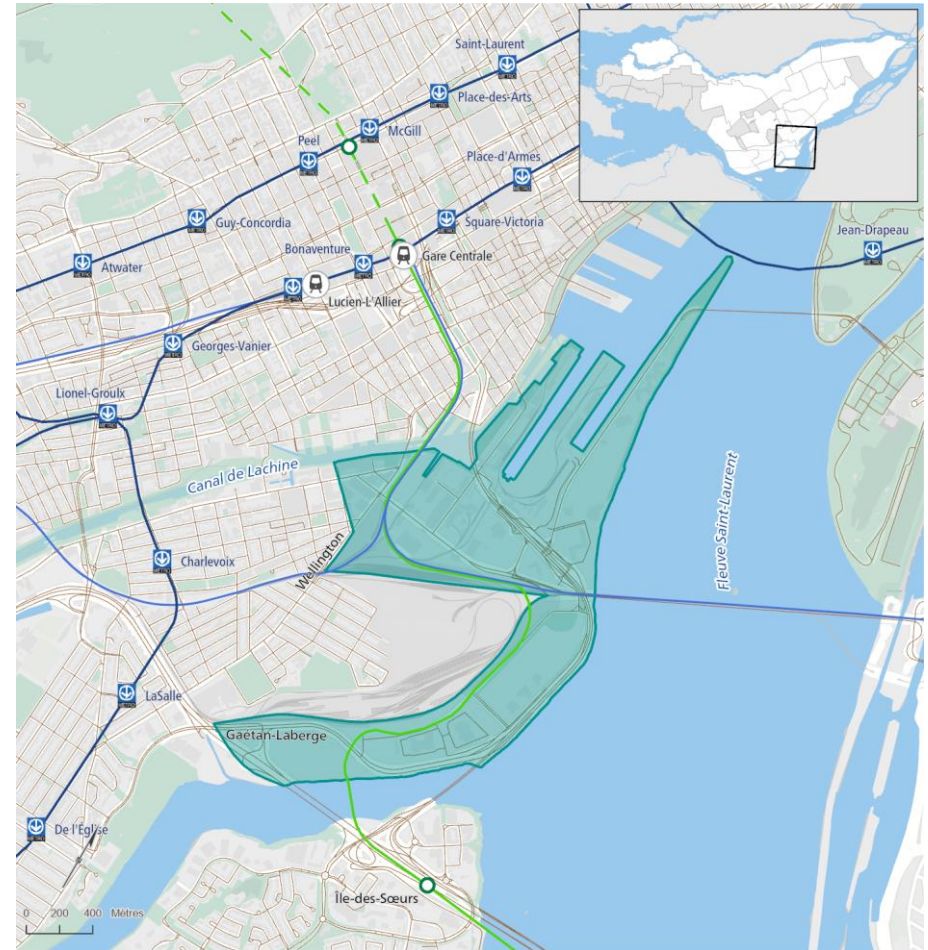 Saint-Laurent
Place-des-Arts
McGill
Peel
Place-d'Armes
Guy-Concordia
Square-Victoria
Jean-Drapeau
Bonaventure
Gare Centrale
Atwater
Lucien-L'Allier
Georges-Vanier
Lionel-Groulx
Canal de Lachine
Fleuve Saint-Laurent
Wellington
Charlevoix
LaSalle
Gaétan-Laberge
De l'Église
Île-des-Sœurs
0 200 400 Mètres